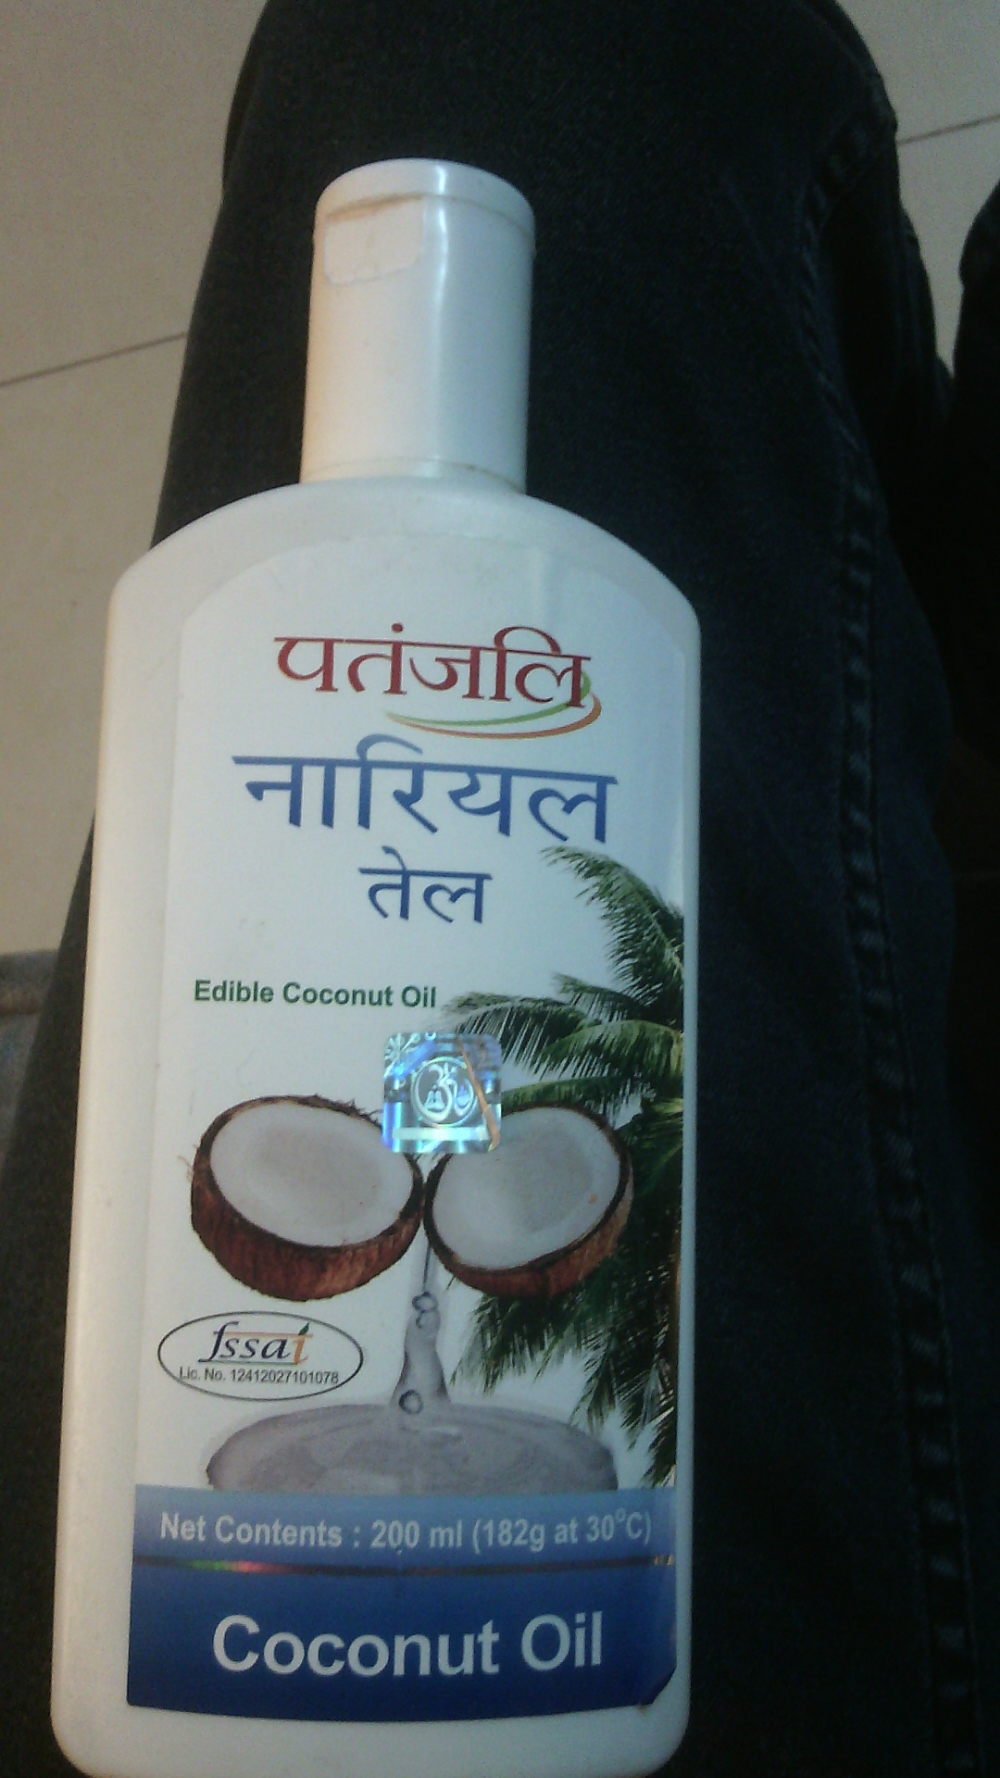 पतंजलि
नारियल
तेल
Edible Coconut Oil
fssai
Lic. No. 12412027101078
Net Contents : 200 ml (182g at 30°C)
Coconut Oil